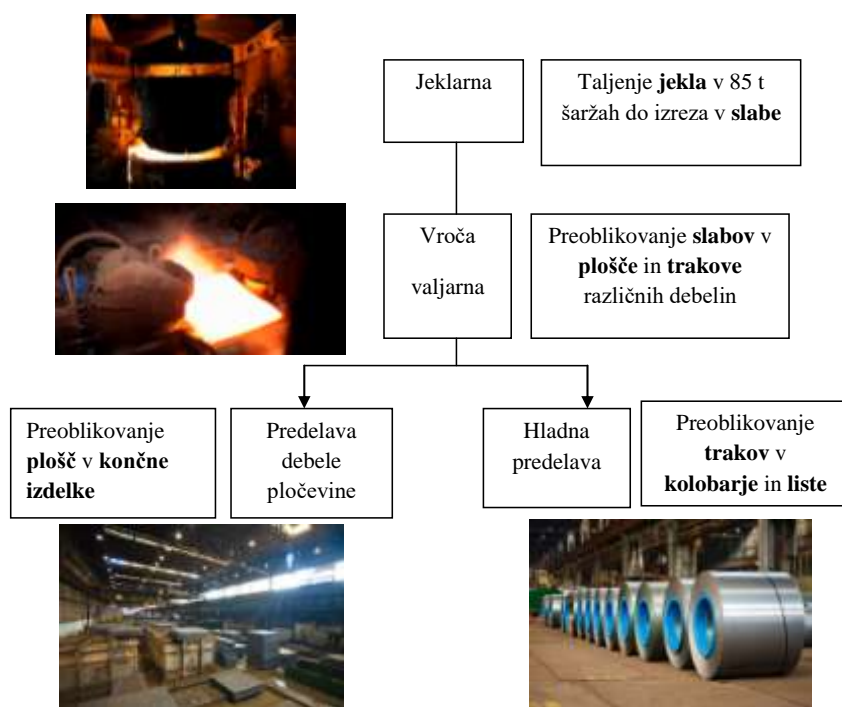 Jeklarna
Taljenje jekla v 85 t
šaržah do izreza v slabe
Vroča
valjarna
Preoblikovanje slabov v
plošče in trakove
različnih debelin
Preoblikovanje
plošč v končne
izdelke
Predelava
debele
pločevine
Hladna
predelava
Preoblikovanje
trakov v
kolobarje in liste